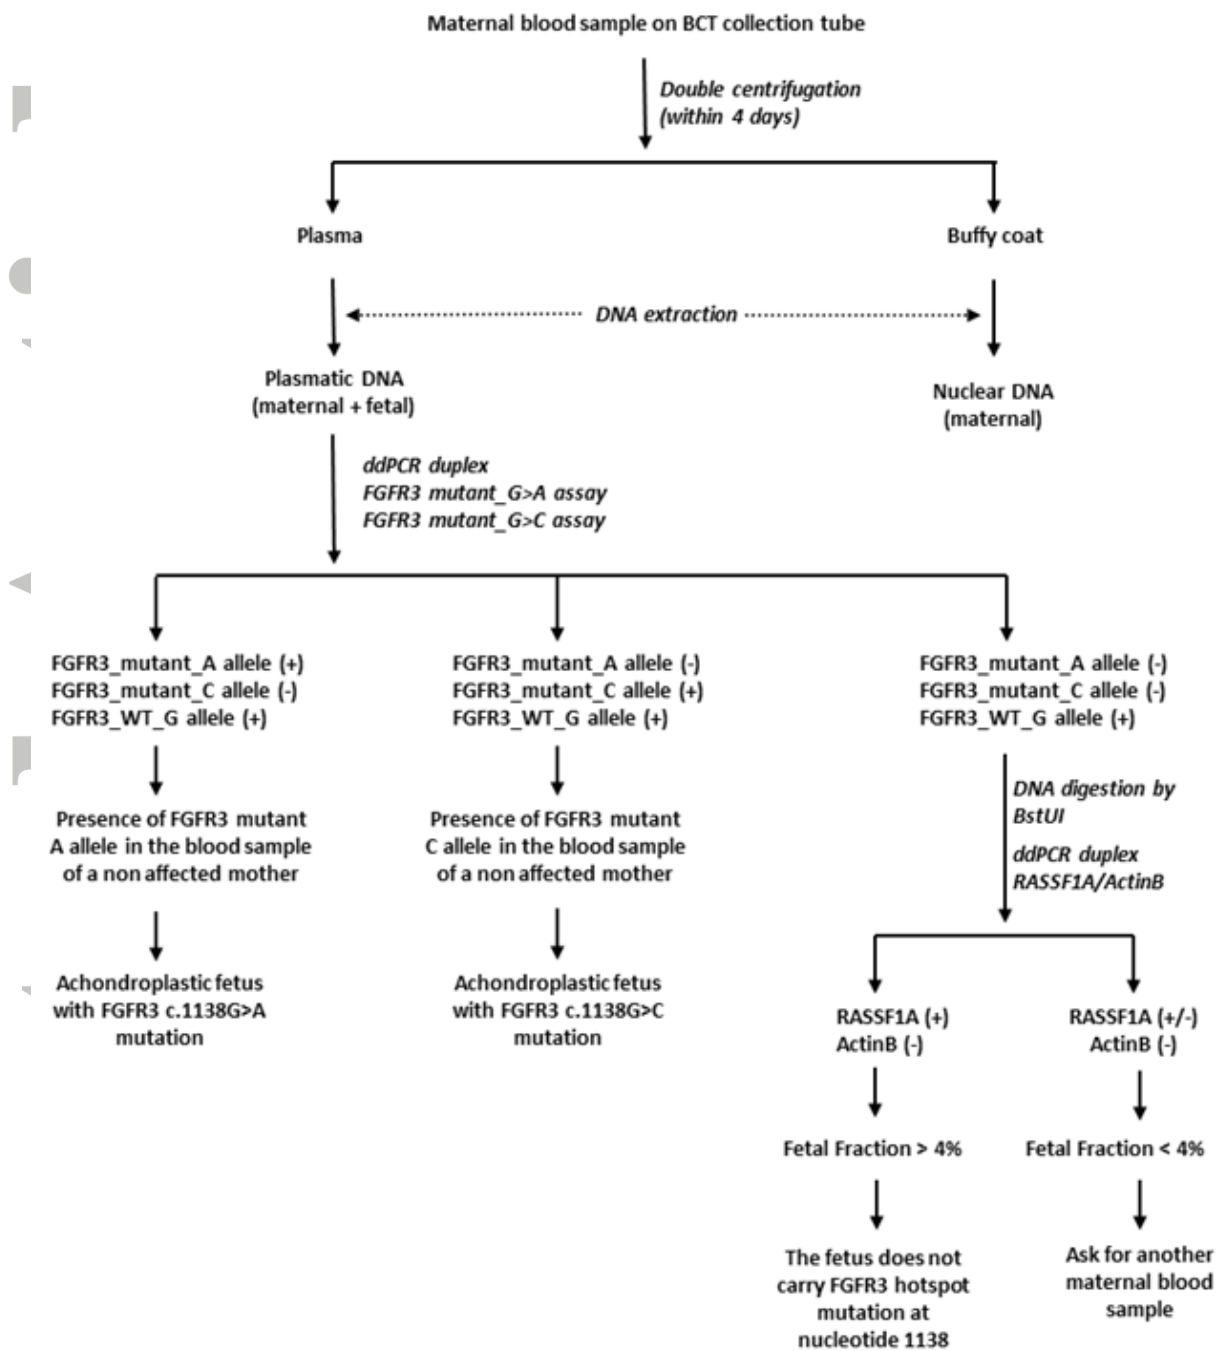 Maternal blood sample on BCT collection tube
Double centrifugation
(within 4 days)
Plasma
Buffy coat
DNA extraction
Plasmatic DNA
(maternal + fetal)
Nuclear DNA
(maternal)
ddPCR duplex
FGFR3 mutant_G>A assay
FGFR3 mutant_G>C assay
FGFR3_mutant_A allele (+)
FGFR3_mutant_C allele (-)
FGFR3_WT_G allele (+)
FGFR3_mutant_A allele (-)
FGFR3_mutant_C allele (+)
FGFR3_WT_G allele (+)
FGFR3_mutant_A allele (-)
FGFR3_mutant_C allele (-)
FGFR3_WT_G allele (+)
Presence of FGFR3 mutant
A allele in the blood sample
of a non affected mother
Presence of FGFR3 mutant
C allele in the blood sample
of a non affected mother
DNA digestion by
BstUI
ddPCR duplex
RASSF1A/ActinB
Achondroplastic fetus
with FGFR3 c.1138G>A
mutation
Achondroplastic fetus
with FGFR3 c.1138G>C
mutation
RASSF1A (+)
ActinB (-)
RASSF1A (+/-)
ActinB (-)
Fetal Fraction > 4%
Fetal Fraction < 4%
The fetus does not
carry FGFR3 hotspot
mutation at
nucleotide 1138
Ask for another
maternal blood
sample